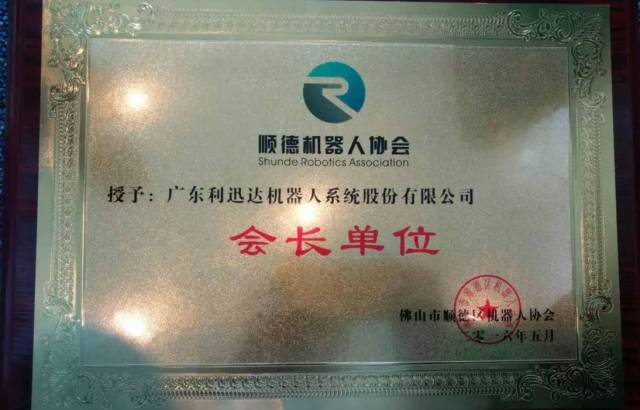 顺德机器人协会
Shunde Robotics Association
授予：广东利迅达机器人系统股份有限公司
会长单位
佛山市顺德区机器人协会
二〇一六年五月